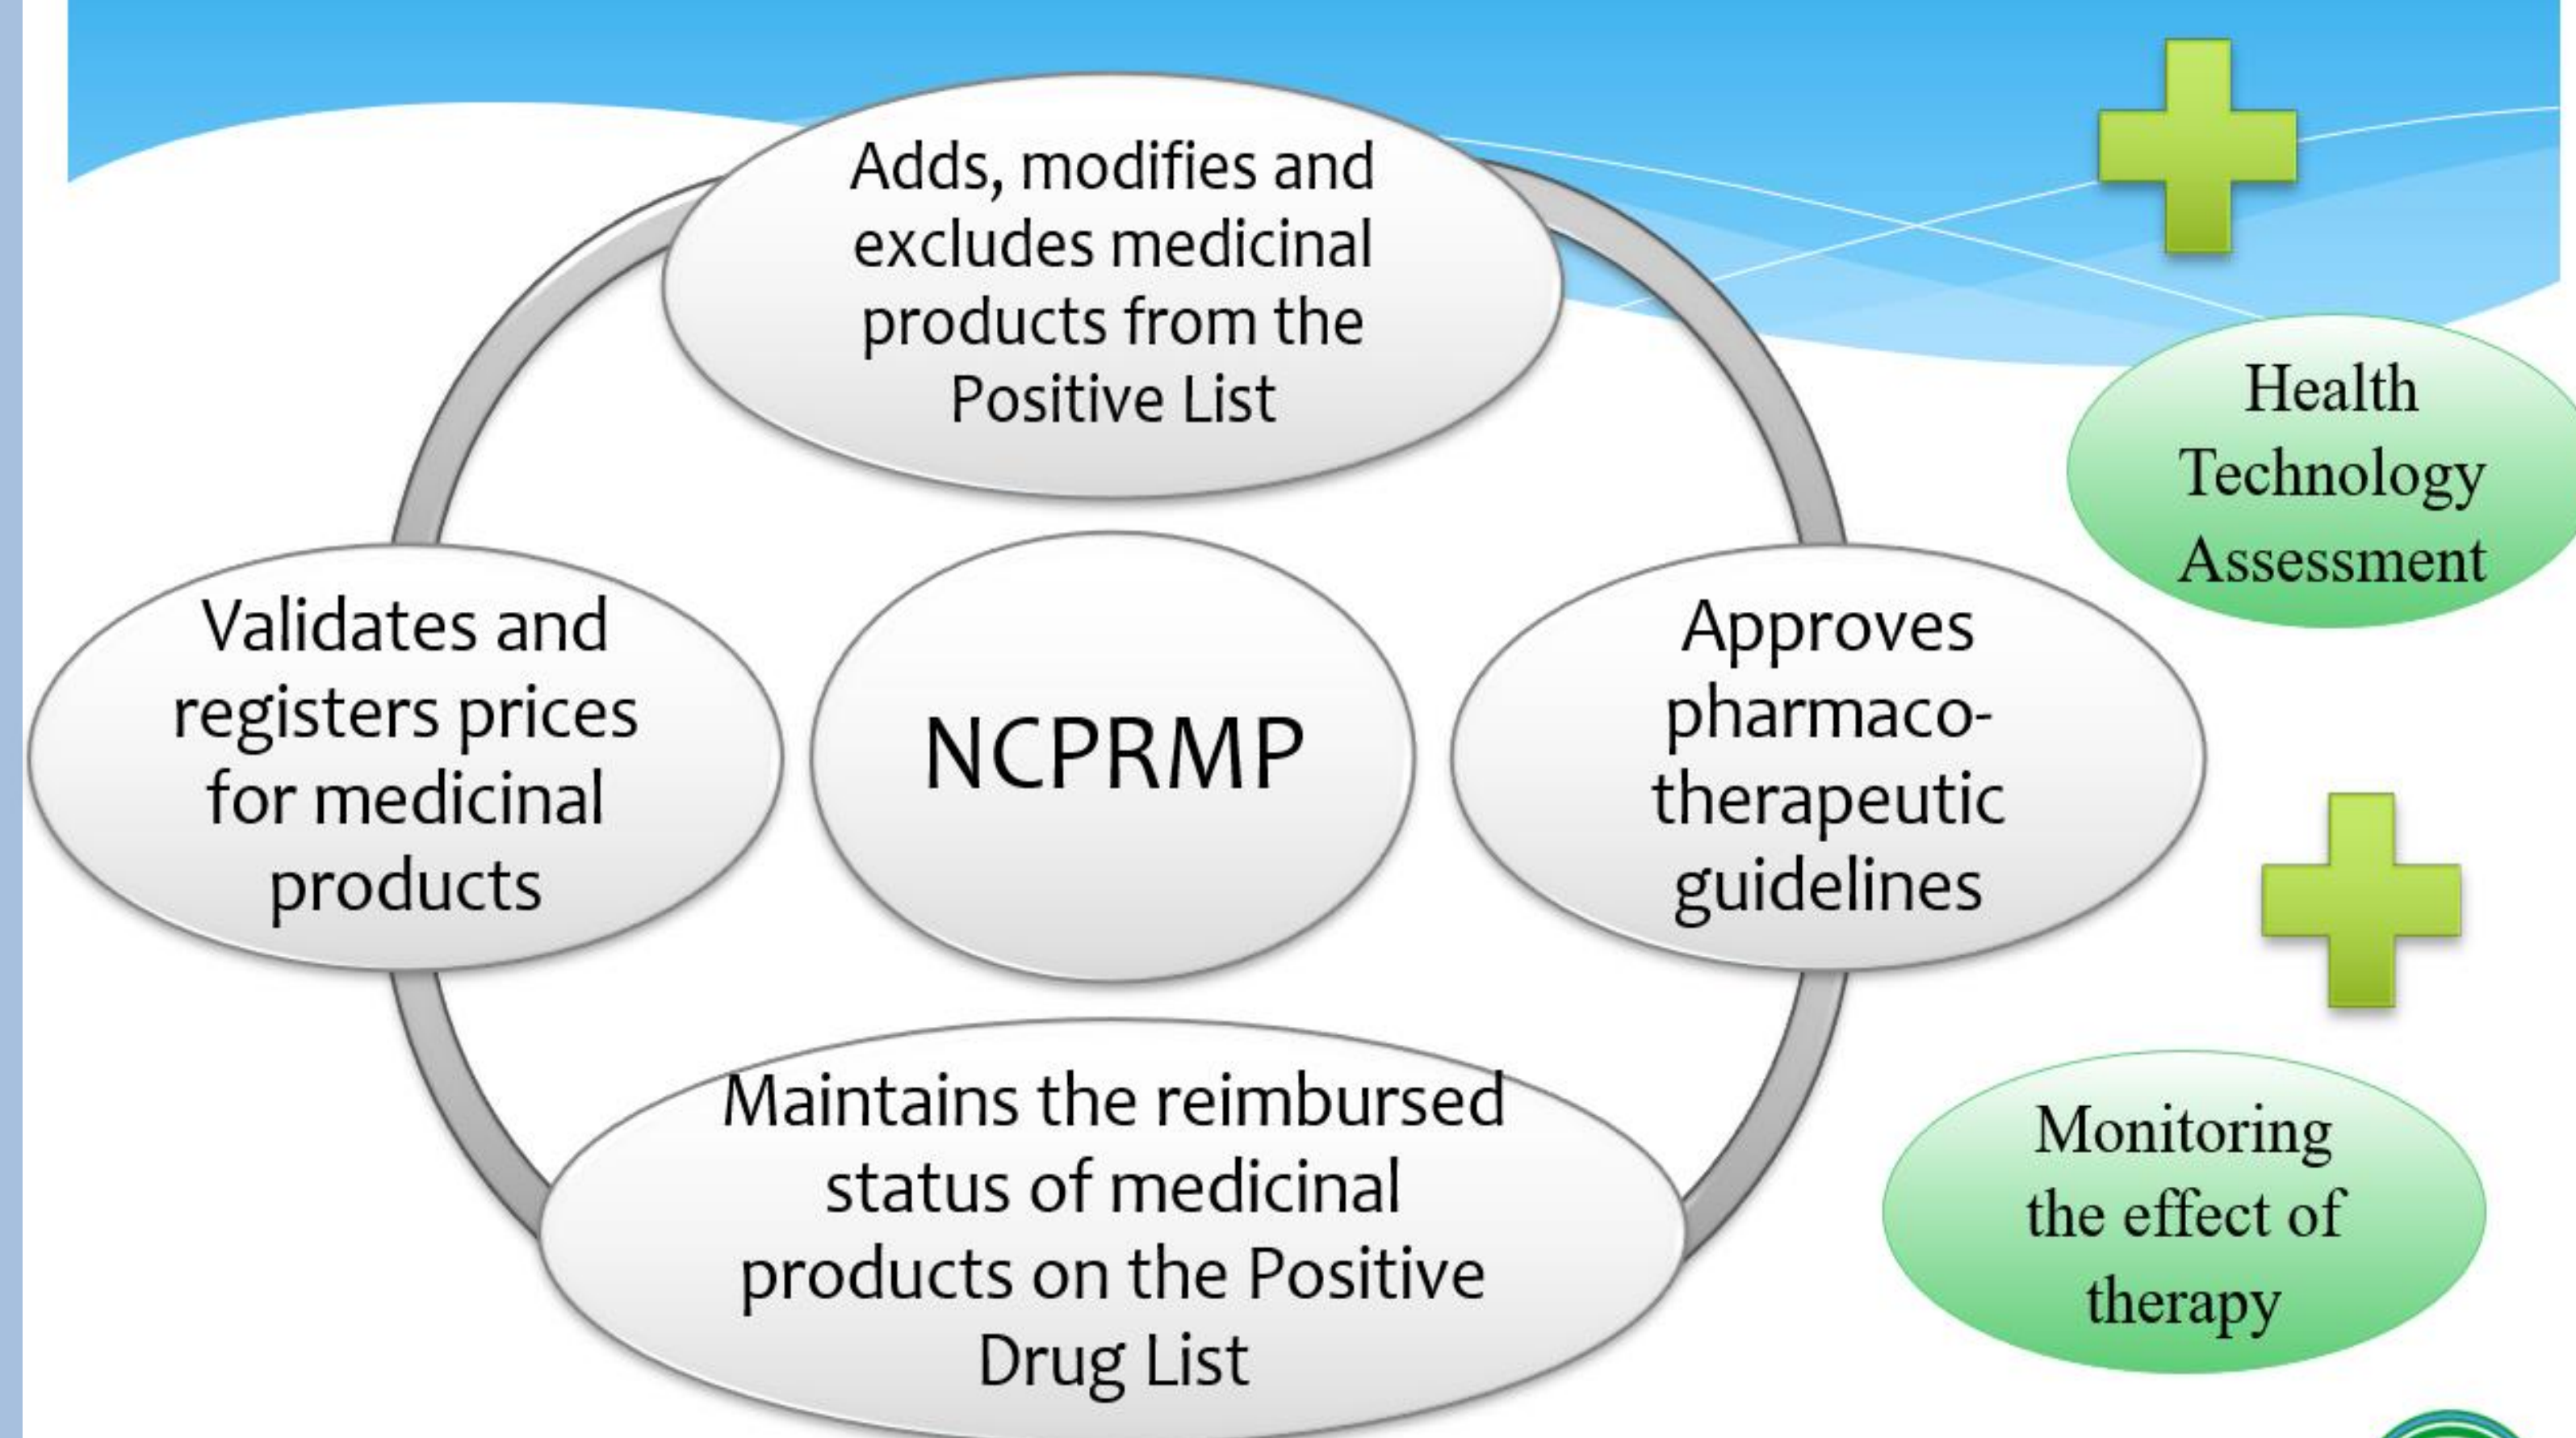 Adds, modifies and
excludes medicinal
products from the
Positive List
Health
Technology
Assessment
Validates and
registers prices
for medicinal
products
NCPRMP
Approves
pharmaco-
therapeutic
guidelines
Maintains the reimbursed
status of medicinal
products on the Positive
Drug List
Monitoring
the effect of
therapy